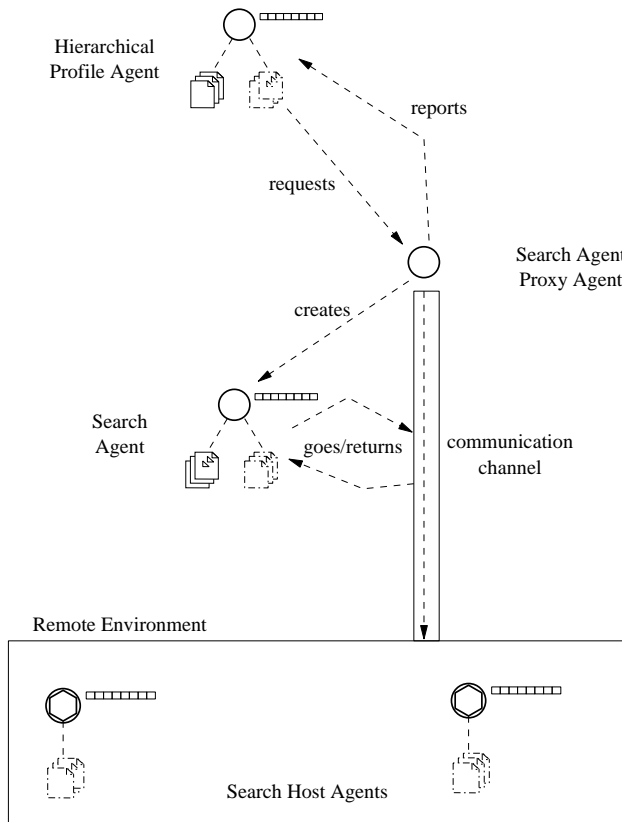 Hierarchical
Profile Agent
reports
requests
Search Agent
Proxy Agent
creates
Search
Agent
goes/returns
communication
channel
Remote Environment
Search Host Agents